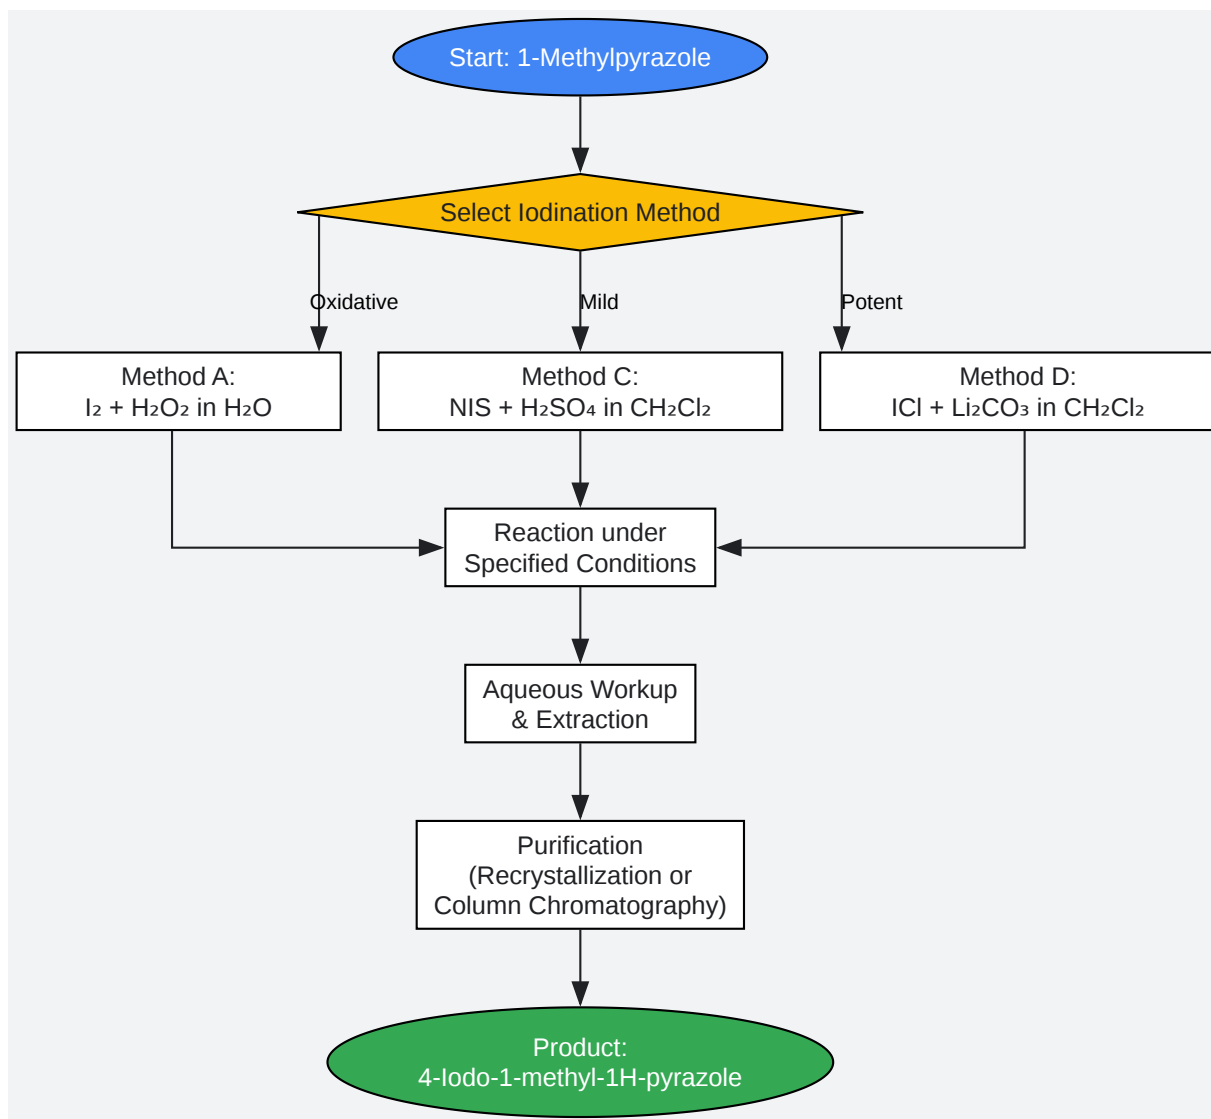 Start: 1-Methylpyrazole
Select Iodination Method
Oxidative
Mild
Potent
Method A:
I₂ + H₂O₂ in H₂O
Method C:
NIS + H₂SO₄ in CH₂Cl₂
Method D:
ICl + Li₂CO₃ in CH₂Cl₂
Reaction under
Specified Conditions
Aqueous Workup
& Extraction
Purification
(Recrystallization or
Column Chromatography)
Product:
4-Iodo-1-methyl-1H-pyrazole